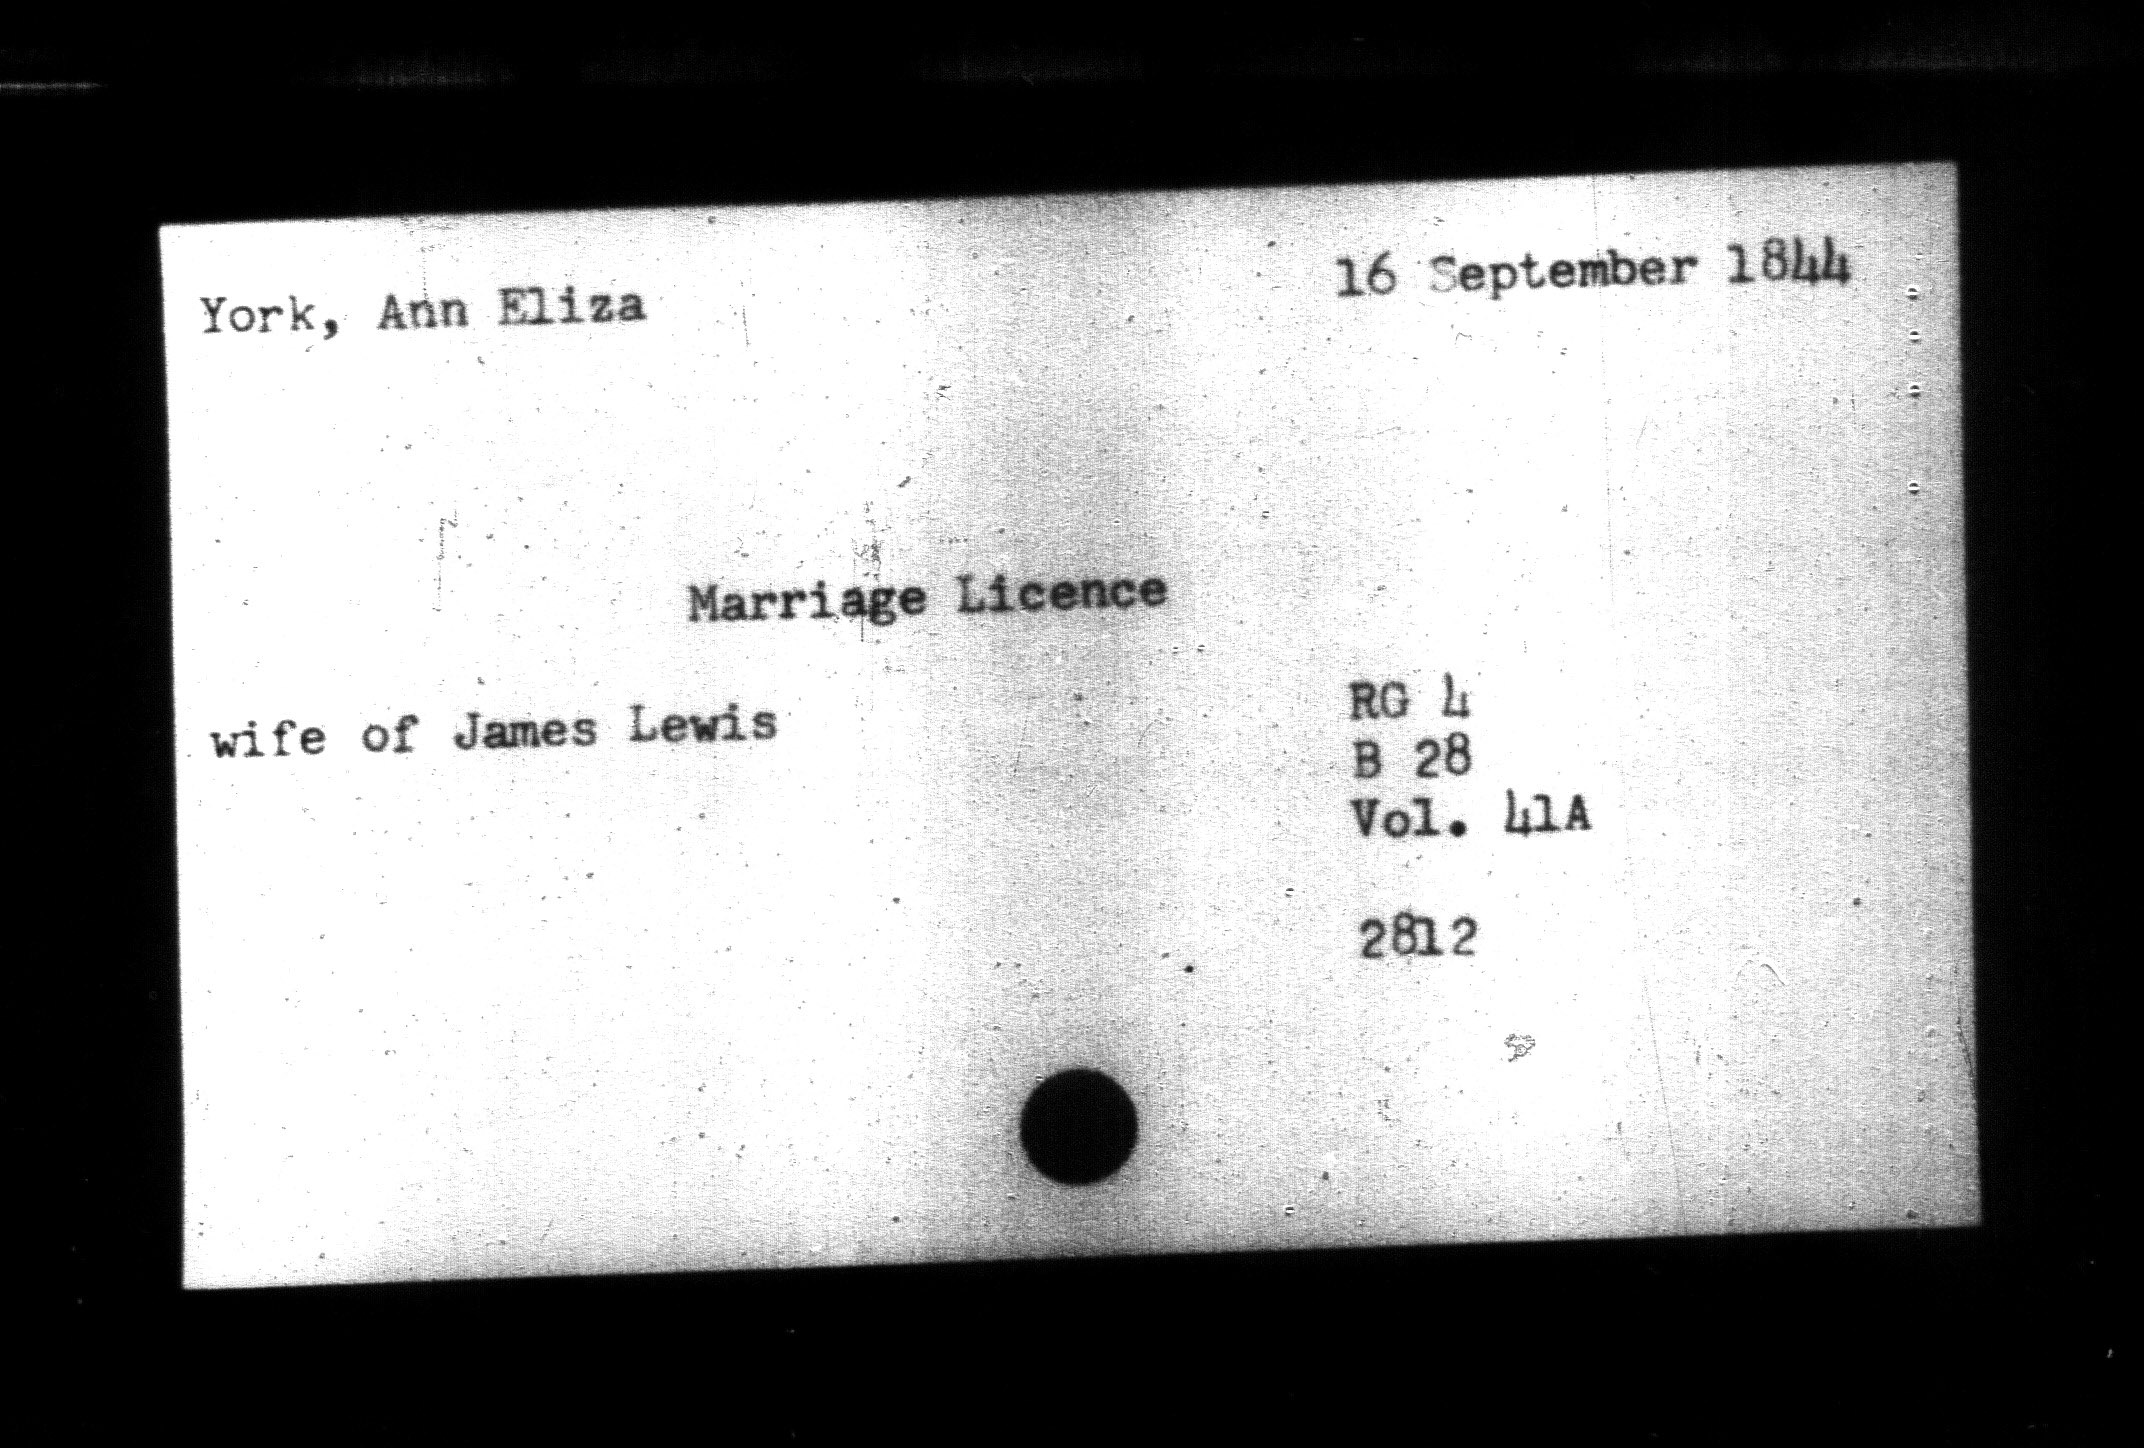 York, Ann Eliza
16 September 1844
Marriage Licence
wife of James Lewis
RG 4
B 28
Vol. 41A
2812